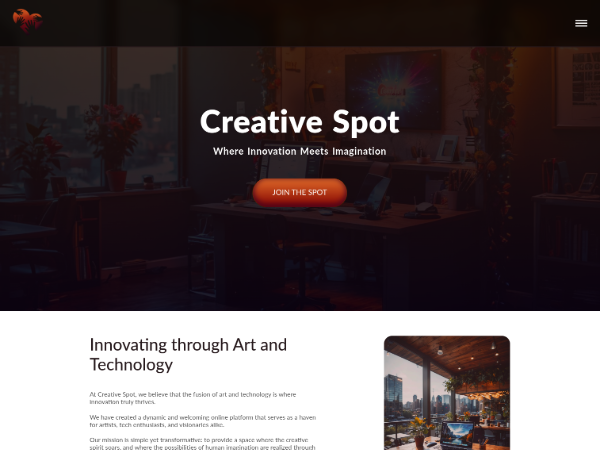 Creative Spot
Where Innovation Meets Imagination
JOIN THE SPOT
Innovating through Art and
Technology
At Creative Spot, we believe that the fusion of art and technology is where
innovation truly thrives.
We have created a dynamic and welcoming online platform that serves as a haven
for artists, tech enthusiasts, and visionaries alike.
Our mission is simple yet transformative: to provide a space where the creative
spirit soars, and where the possibilities of human imagination are realized through